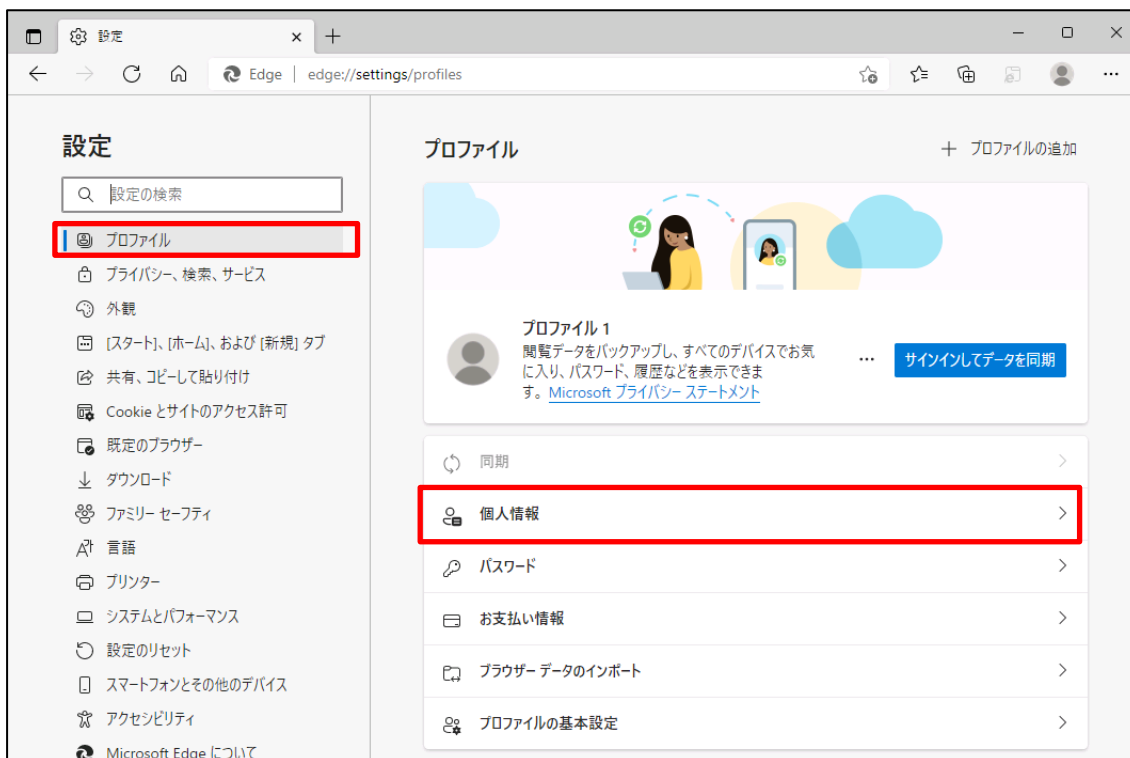 設定
Edge | edge://settings/profiles
設定
設定の検索
プロファイル
プライバシー、検索、サービス
外観
[スタート]、[ホーム]、および [新規] タブ
共有、コピーして貼り付け
Cookie とサイトのアクセス許可
既定のブラウザー
ダウンロード
ファミリー セーフティ
言語
プリンター
システムとパフォーマンス
設定のリセット
スマートフォンとその他のデバイス
アクセシビリティ
Microsoft Edge について
プロファイル
プロファイルの追加
プロファイル 1
閲覧データをバックアップし、すべてのデバイスでお気
に入り、パスワード、履歴などを表示できま
す。Microsoft プライバシー ステートメント
サインインしてデータを同期
同期
個人情報
パスワード
お支払い情報
ブラウザー データのインポート
プロファイルの基本設定